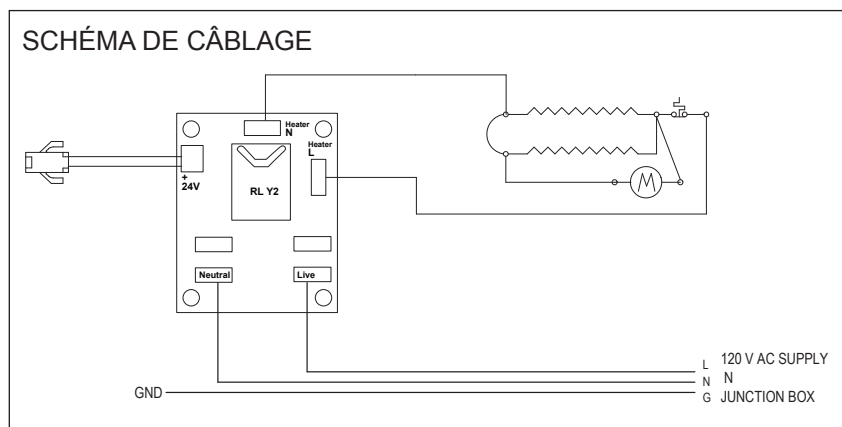 SCHÉMA DE CÂBLAGE
Heater
N
Heater
L
+
24V
RL Y2
M
Neutral
Live
L 120 V AC SUPPLY
N N
GND
G JUNCTION BOX